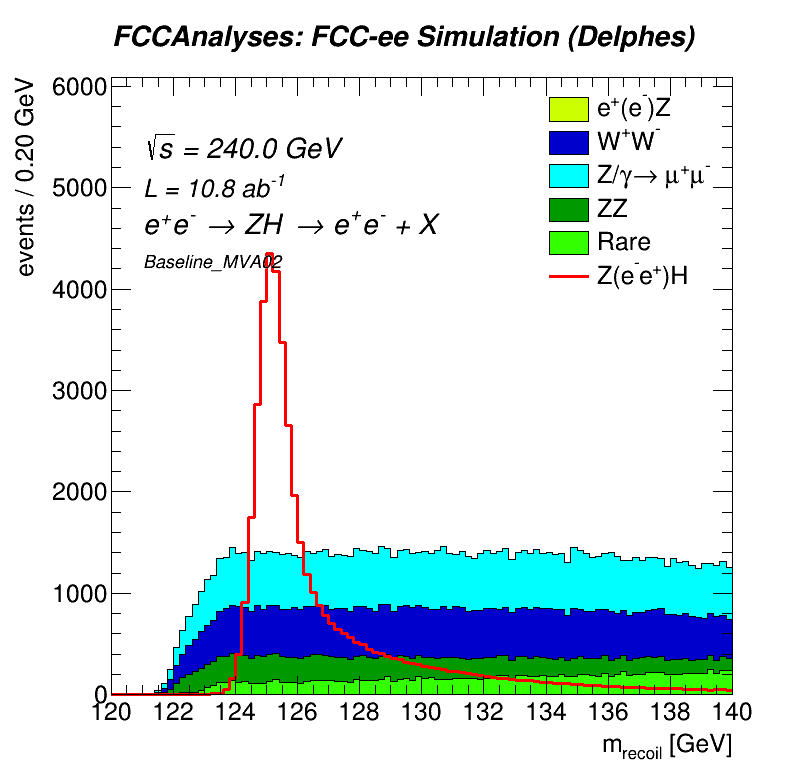 FCCAnalyses: FCC-ee Simulation (Delphes)
events / 0.20 GeV
6000
5000
4000
3000
2000
1000
0
√s = 240.0 GeV
L = 10.8 ab⁻¹
e⁺e⁻ → ZH → e⁺e⁻ + X
Baseline_MVA02
e⁺(e⁻)Z
W⁺W⁻
Z/γ→ μ⁺μ⁻
ZZ
Rare
Z(e⁻e⁺)H
120 122 124 126 128 130 132 134 136 138 140
m_recoil [GeV]